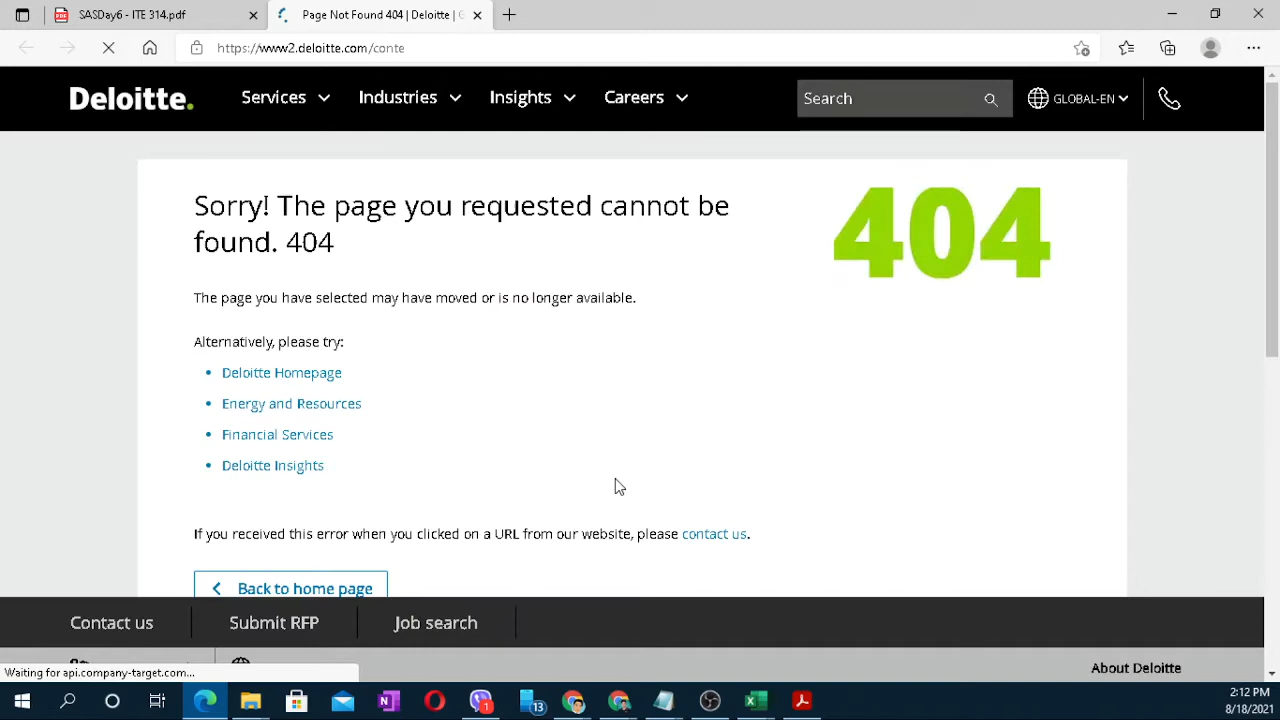 SASDay6 - ITE 314.pdf
Page Not Found 404 | Deloitte |
https://www2.deloitte.com/conte
Deloitte.
Services
Industries
Insights
Careers
Search
GLOBAL-EN
Sorry! The page you requested cannot be
found. 404
404
The page you have selected may have moved or is no longer available.
Alternatively, please try:
• Deloitte Homepage
• Energy and Resources
• Financial Services
• Deloitte Insights
If you received this error when you clicked on a URL from our website, please contact us.
Back to home page
Contact us
Submit RFP
Job search
About Deloitte
Waiting for api.company-target.com...
1
13
2:12 PM
8/18/2021